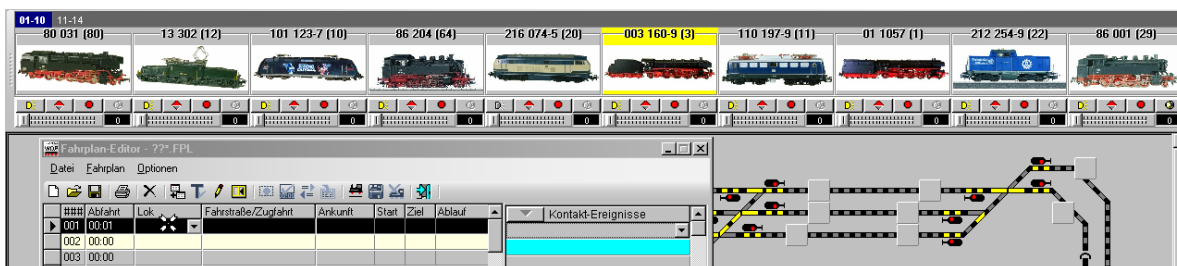 01-10 11-14
80 031 (80) 13 302 (12) 101 123-7 (10) 86 204 (64) 216 074-5 (20) 003 160-9 (3) 110 197-9 (11) 01 1057 (1) 212 254-9 (22) 86 001 (29)
0 0 0 0 0 0 0 0 0 0
Fahrplan-Editor - ??*.FPL
Datei Fahrplan Optionen
### Abfahrt Lok Fahrstraße/Zugfahrt Ankunft Start Ziel Ablauf Kontakt-Ereignisse
001 00:01
002 00:00
003 00:00